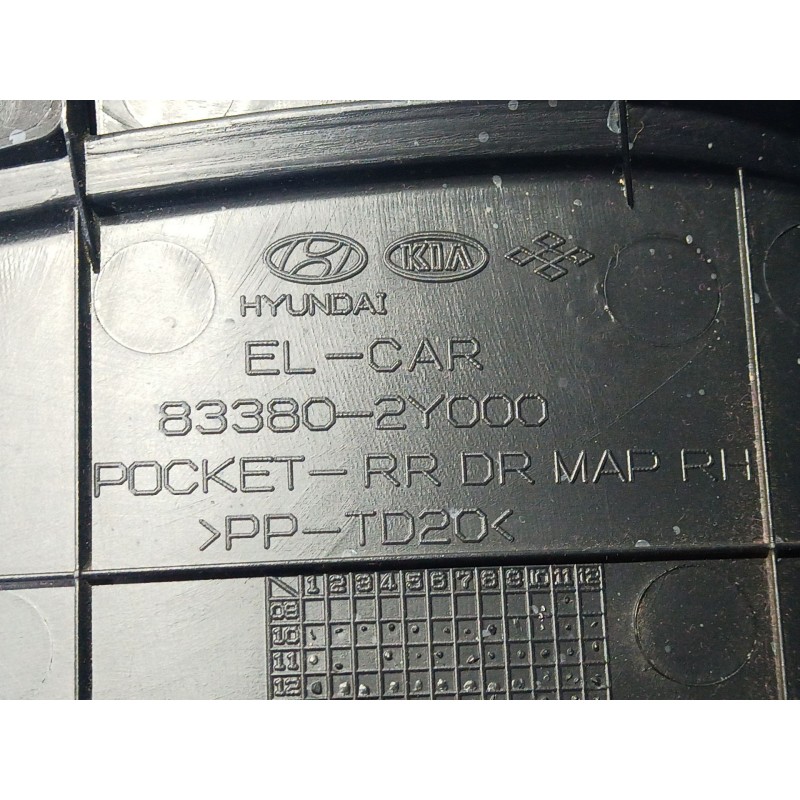 KIA
HYUNDAI
EL-CAR
83380-2Y000
POCKET-RR DR MAP RH
>PP-TD20<
1 2 3 4 5 6 7 8 9 10 11 12
09
10
11
12